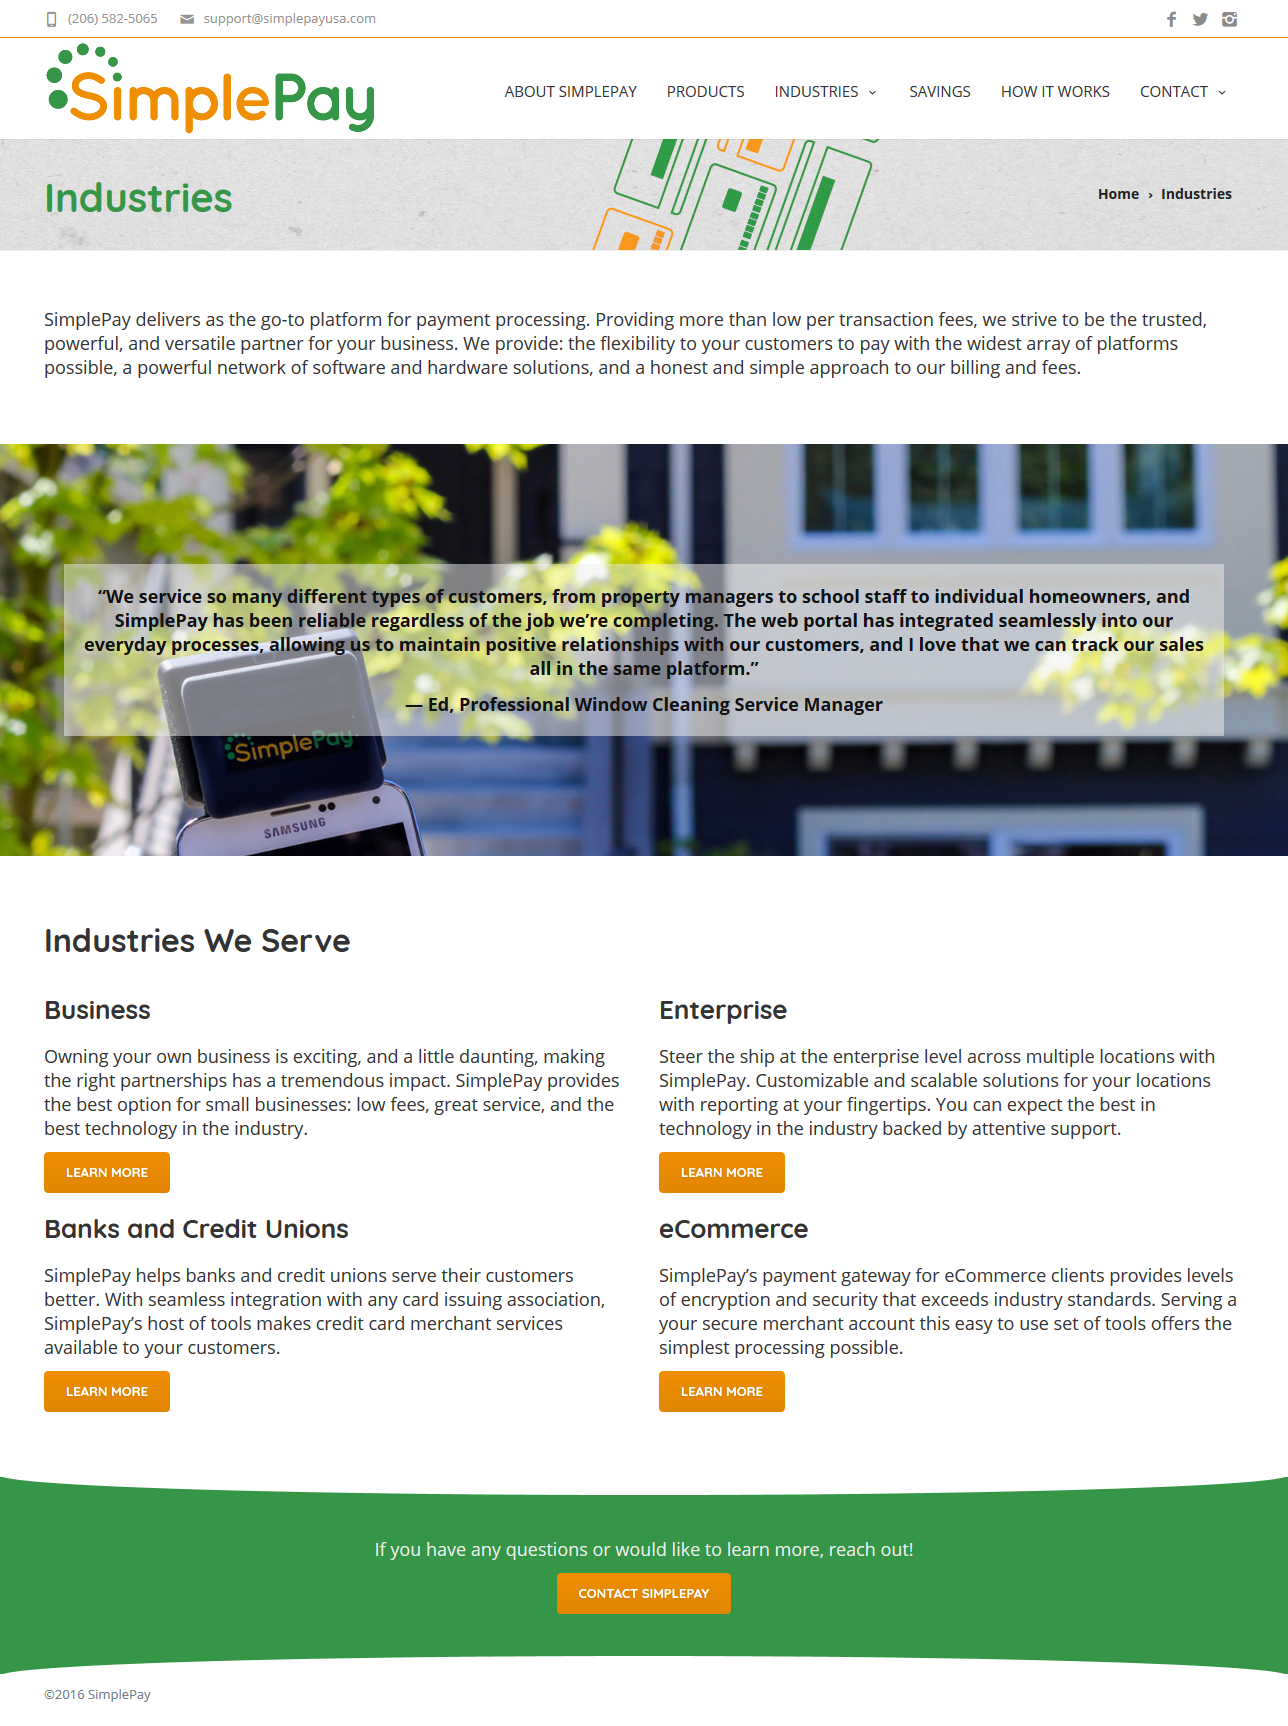 (206) 582-5065 support@simplepayusa.com
SimplePay
ABOUT SIMPLEPAY PRODUCTS INDUSTRIES SAVINGS HOW IT WORKS CONTACT
Industries
Home › Industries
SimplePay delivers as the go-to platform for payment processing. Providing more than low per transaction fees, we strive to be the trusted,
powerful, and versatile partner for your business. We provide: the flexibility to your customers to pay with the widest array of platforms
possible, a powerful network of software and hardware solutions, and a honest and simple approach to our billing and fees.
“We service so many different types of customers, from property managers to school staff to individual homeowners, and
SimplePay has been reliable regardless of the job we’re completing. The web portal has integrated seamlessly into our
everyday processes, allowing us to maintain positive relationships with our customers, and I love that we can track our sales
all in the same platform.”
— Ed, Professional Window Cleaning Service Manager
SimplePay
SAMSUNG
Industries We Serve
Business
Owning your own business is exciting, and a little daunting, making
the right partnerships has a tremendous impact. SimplePay provides
the best option for small businesses: low fees, great service, and the
best technology in the industry.
LEARN MORE
Enterprise
Steer the ship at the enterprise level across multiple locations with
SimplePay. Customizable and scalable solutions for your locations
with reporting at your fingertips. You can expect the best in
technology in the industry backed by attentive support.
LEARN MORE
Banks and Credit Unions
SimplePay helps banks and credit unions serve their customers
better. With seamless integration with any card issuing association,
SimplePay’s host of tools makes credit card merchant services
available to your customers.
LEARN MORE
eCommerce
SimplePay’s payment gateway for eCommerce clients provides levels
of encryption and security that exceeds industry standards. Serving a
your secure merchant account this easy to use set of tools offers the
simplest processing possible.
LEARN MORE
If you have any questions or would like to learn more, reach out!
CONTACT SIMPLEPAY
©2016 SimplePay